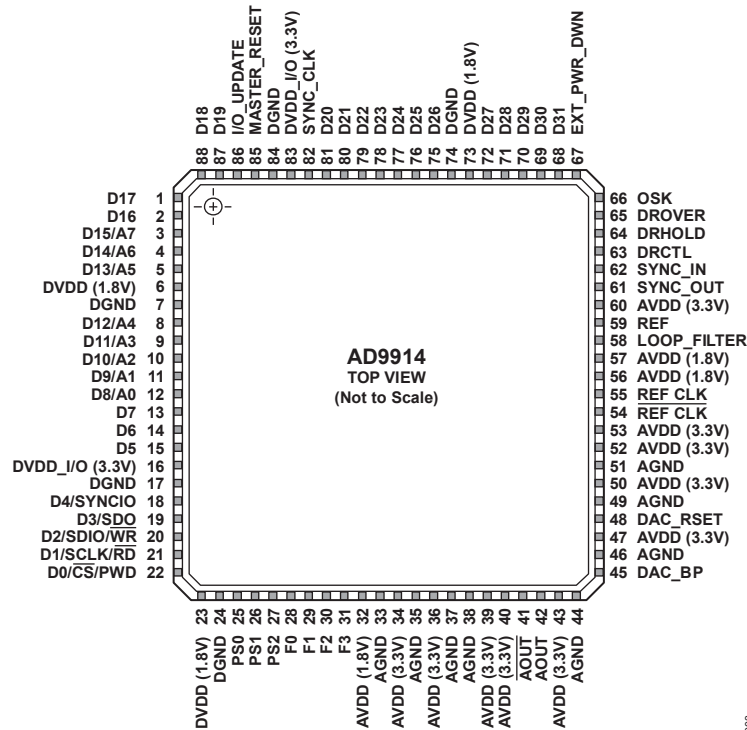 88 D18
87 D19
86 I/O_UPDATE
85 MASTER_RESET
84 DGND
83 DVDD_I/O (3.3V)
82 SYNC_CLK
81 D20
80 D21
79 D22
78 D23
77 D24
76 D25
75 D26
74 DGND
73 DVDD (1.8V)
72 D27
71 D28
70 D29
69 D30
68 D31
67 EXT_PWR_DWN
D17 1
D16 2
D15/A7 3
D14/A6 4
D13/A5 5
DVDD (1.8V) 6
DGND 7
D12/A4 8
D11/A3 9
D10/A2 10
D9/A1 11
D8/A0 12
D7 13
D6 14
D5 15
DVDD_I/O (3.3V) 16
DGND 17
D4/SYNCIO 18
D3/SDO 19
D2/SDIO/W̅R̅ 20
D1/SCLK/R̅D̅ 21
D0/C̅S̅/PWD 22
AD9914
TOP VIEW
(Not to Scale)
66 OSK
65 DROVER
64 DRHOLD
63 DRCTL
62 SYNC_IN
61 SYNC_OUT
60 AVDD (3.3V)
59 REF
58 LOOP_FILTER
57 AVDD (1.8V)
56 AVDD (1.8V)
55 REF CLK
54 R̅E̅F̅ ̅C̅L̅K̅
53 AVDD (3.3V)
52 AVDD (3.3V)
51 AGND
50 AVDD (3.3V)
49 AGND
48 DAC_RSET
47 AVDD (3.3V)
46 AGND
45 DAC_BP
23 DVDD (1.8V)
24 DGND
25 PS0
26 PS1
27 PS2
28 F0
29 F1
30 F2
31 F3
32 AVDD (1.8V)
33 AGND
34 AVDD (3.3V)
35 AGND
36 AVDD (3.3V)
37 AGND
38 AGND
39 AVDD (3.3V)
40 AVDD (3.3V)
41 A̅O̅U̅T̅
42 AOUT
43 AVDD (3.3V)
44 AGND